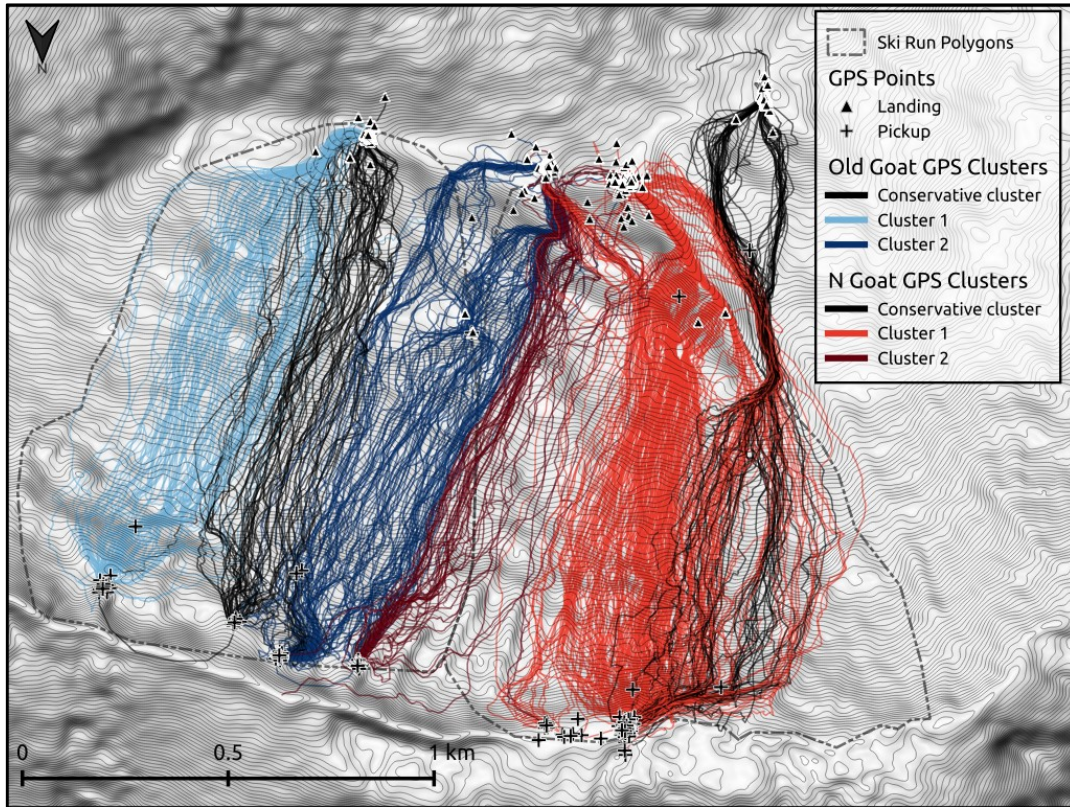 N
Ski Run Polygons
GPS Points
Landing
Pickup
Old Goat GPS Clusters
Conservative cluster
Cluster 1
Cluster 2
N Goat GPS Clusters
Conservative cluster
Cluster 1
Cluster 2
0 0.5 1 km